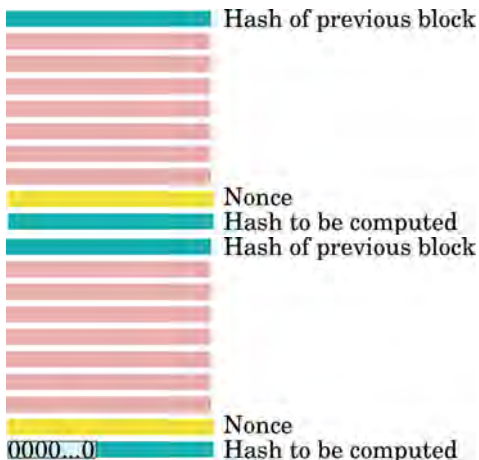 Hash of previous block
Nonce
Hash to be computed
Hash of previous block
Nonce
0000...0 Hash to be computed